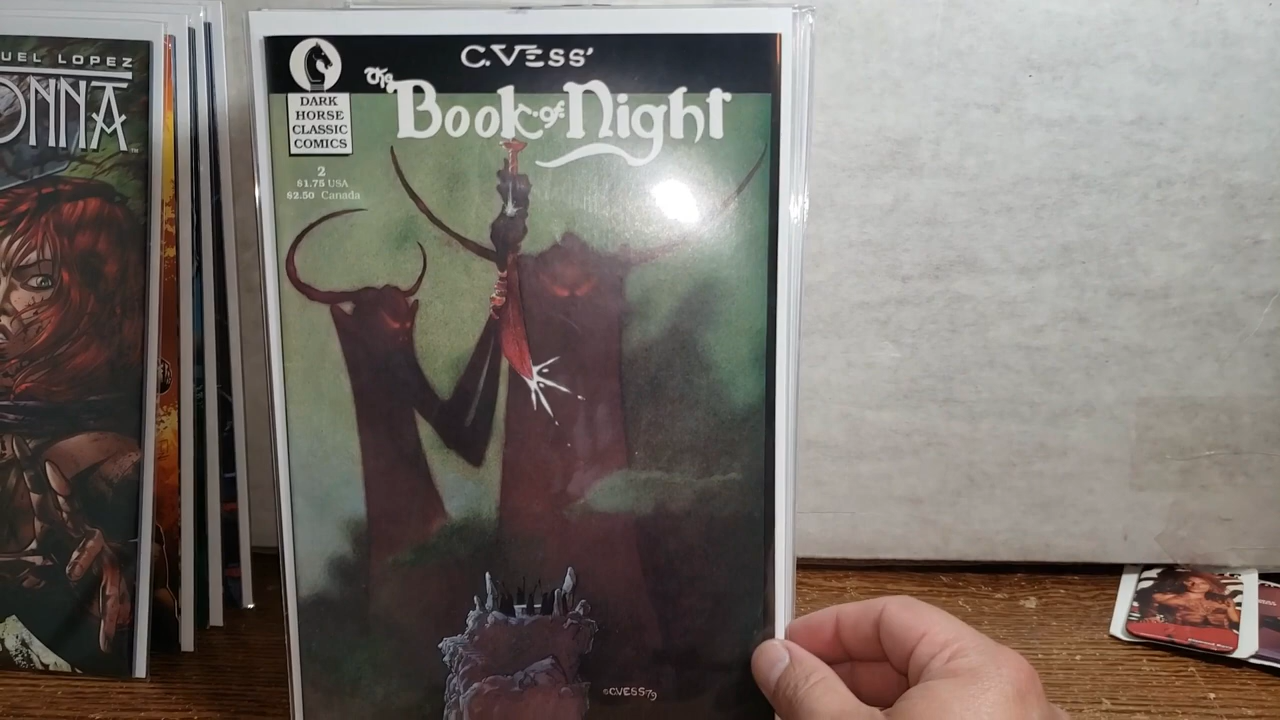 UEL LOPEZ
ONNA
C.VESS'
The
Book of Night
DARK
HORSE
CLASSIC
COMICS
2
$1.75 USA
$2.50 Canada
©C.VESS79